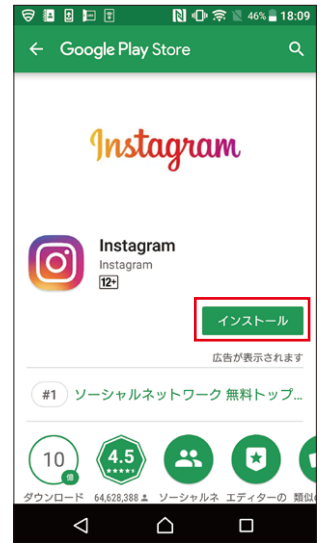 46% 18:09
Google Play Store
Instagram
Instagram
Instagram
12+
インストール
広告が表示されます
#1 ソーシャルネットワーク 無料トップ...
10 億
4.5
ダウンロード 64,628,388 ソーシャルネ エディターの 類似